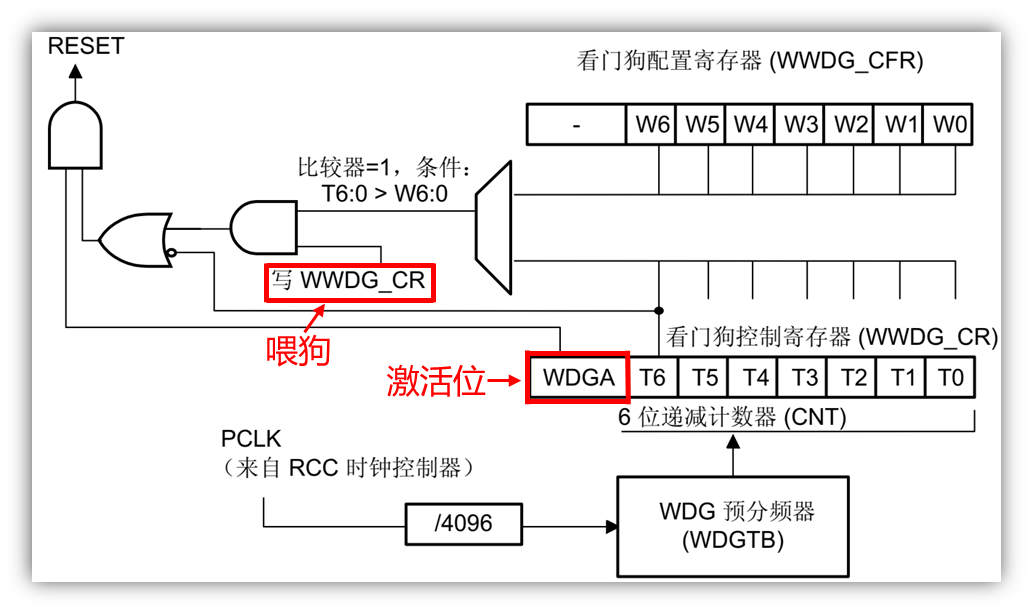 RESET
看门狗配置寄存器 (WWDG_CFR)
- W6 W5 W4 W3 W2 W1 W0
比较器=1，条件：
T6:0 > W6:0
写 WWDG_CR
喂狗
看门狗控制寄存器 (WWDG_CR)
激活位
WDGA T6 T5 T4 T3 T2 T1 T0
6 位递减计数器 (CNT)
PCLK
（来自 RCC 时钟控制器）
/4096
WDG 预分频器
(WDGTB)